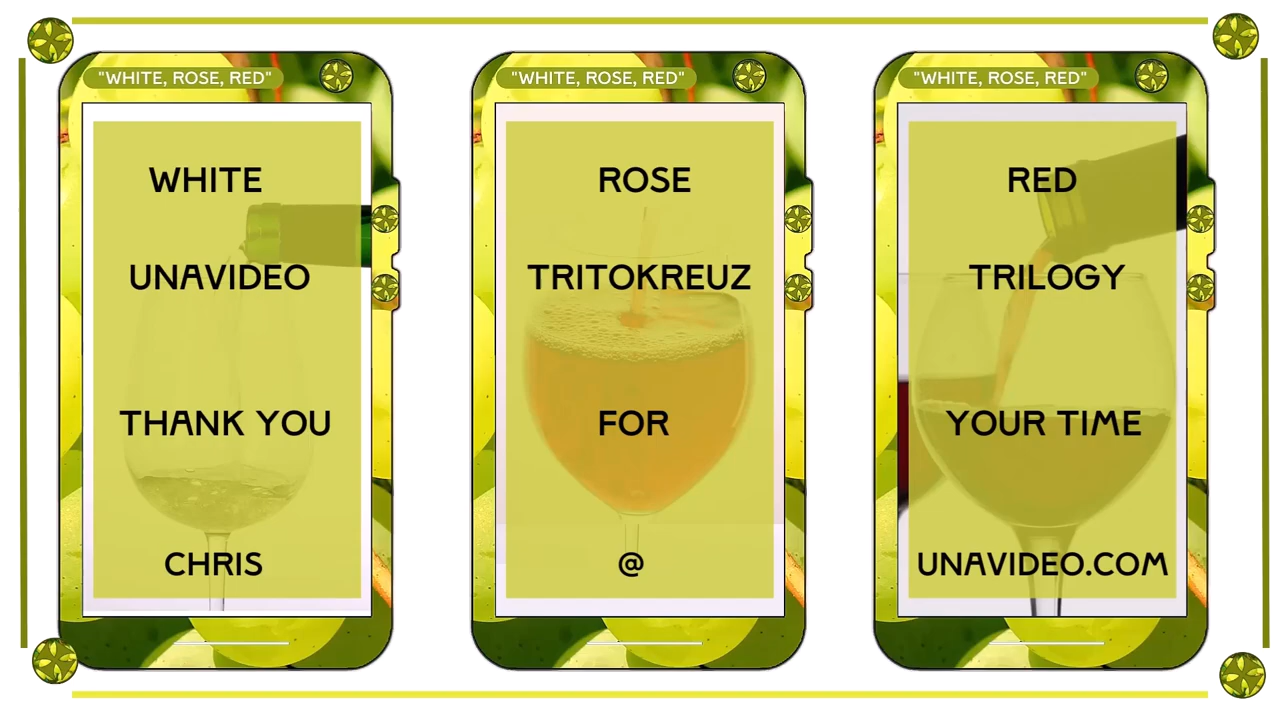 "WHITE, ROSE, RED"
WHITE
UNAVIDEO
THANK YOU
CHRIS
"WHITE, ROSE, RED"
ROSE
TRITOKREUZ
FOR
@
"WHITE, ROSE, RED"
RED
TRILOGY
YOUR TIME
UNAVIDEO.COM